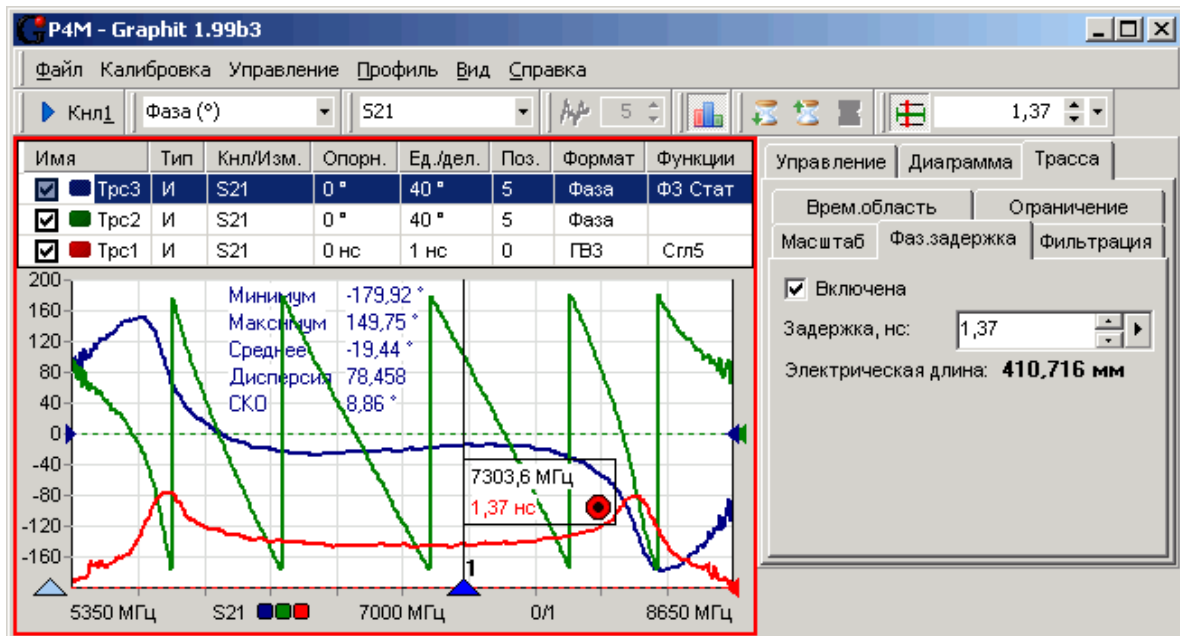 P4M - Graphit 1.99b3
Файл Калибровка Управление Профиль Вид Справка
Кнл1 Фаза (°) S21 5 1,37
Имя Тип Кнл/Изм. Опорн. Ед./дел. Поз. Формат Функции
Трс3 И S21 0 ° 40 ° 5 Фаза ФЗ Стат
Трс2 И S21 0 ° 40 ° 5 Фаза
Трс1 И S21 0 нс 1 нс 0 ГВЗ Сгл5
Управление Диаграмма Трасса
Врем.область Ограничение
Масштаб Фаз.задержка Фильтрация
Включена
Задержка, нс: 1,37
Электрическая длина: 410,716 мм
200
160
120
80
40
0
-40
-80
-120
-160
Минимум -179,92 °
Максимум 149,75 °
Среднее -19,44 °
Дисперсия 78,458
СКО 8,86 °
7303,6 МГц
1,37 нс
1
5350 МГц S21 7000 МГц 0/1 8650 МГц